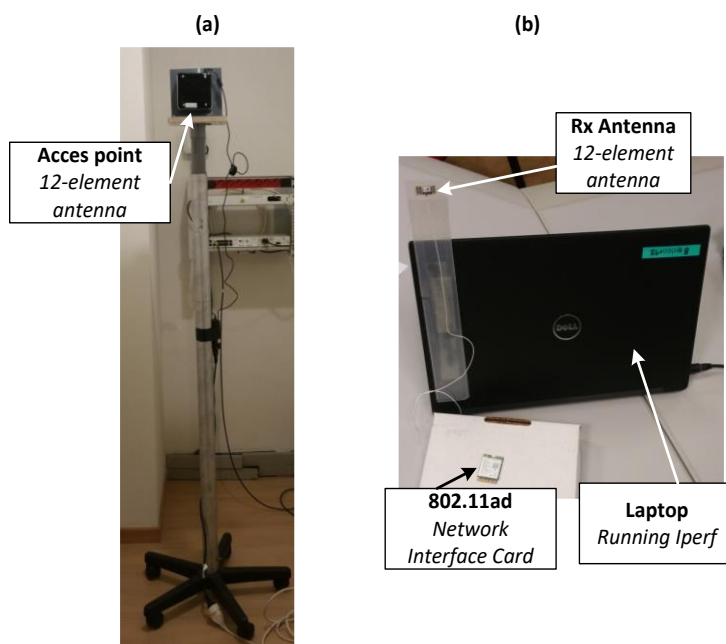 (a)
(b)
Acces point
12-element
antenna
Rx Antenna
12-element
antenna
DELL
802.11ad
Network
Interface Card
Laptop
Running Iperf